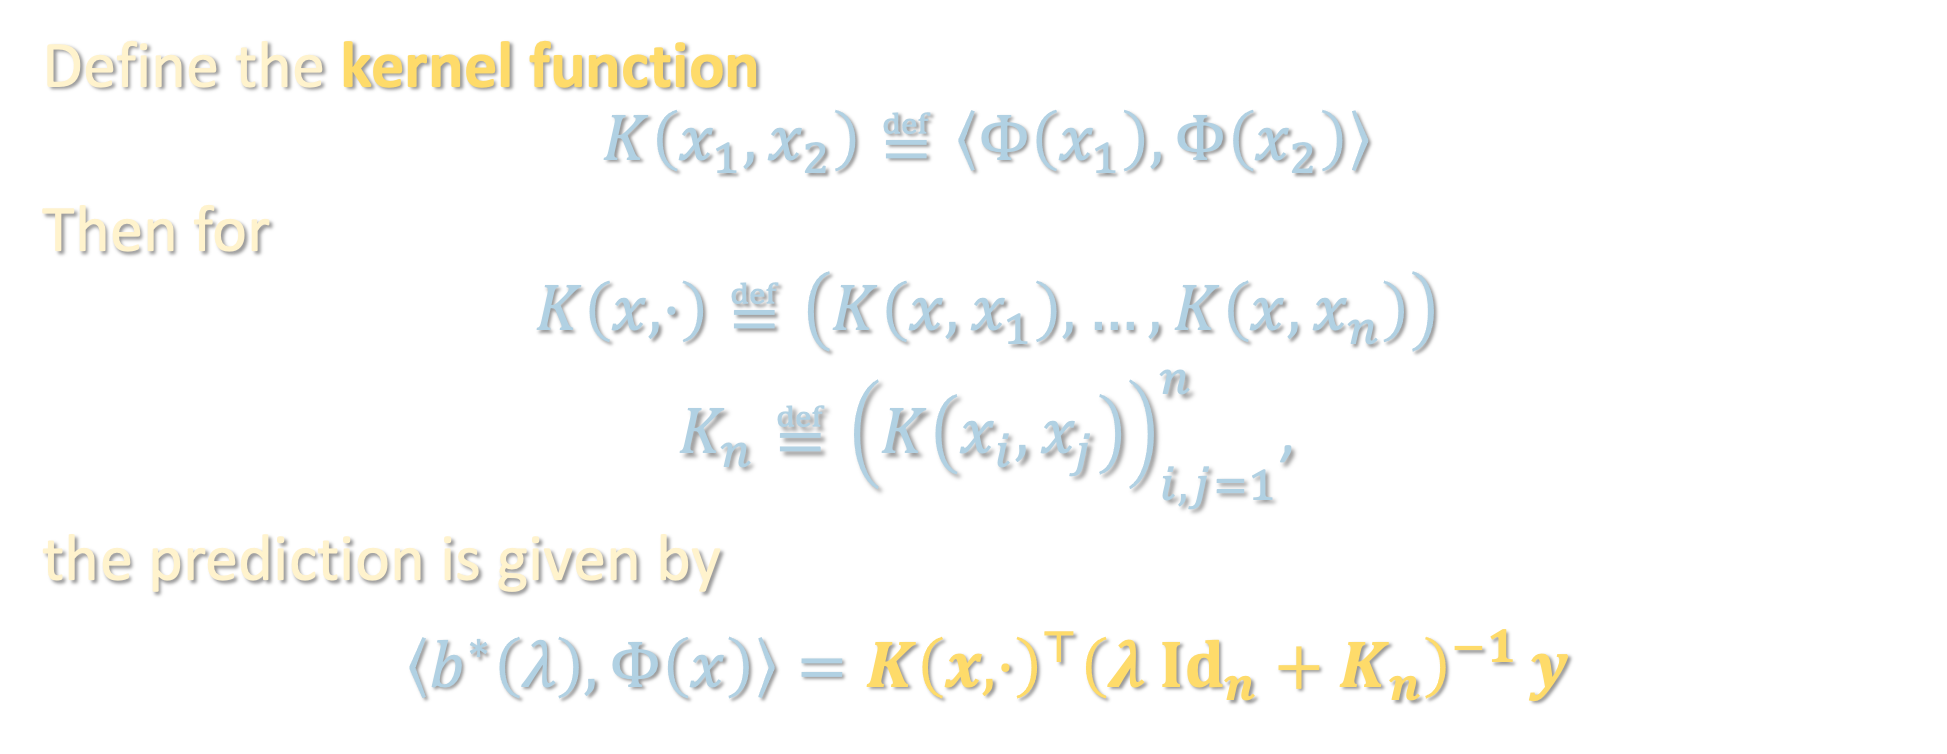 Define the kernel function
K(x₁, x₂) ≝ ⟨Φ(x₁), Φ(x₂)⟩
Then for
K(x,·) ≝ (K(x, x₁), … , K(x, xₙ))
Kₙ ≝ (K(xᵢ, xⱼ))ⁿᵢ,ⱼ₌₁ ,
the prediction is given by
⟨b*(λ), Φ(x)⟩ = K(x,·)ᵀ(λ Idₙ + Kₙ)⁻¹ y